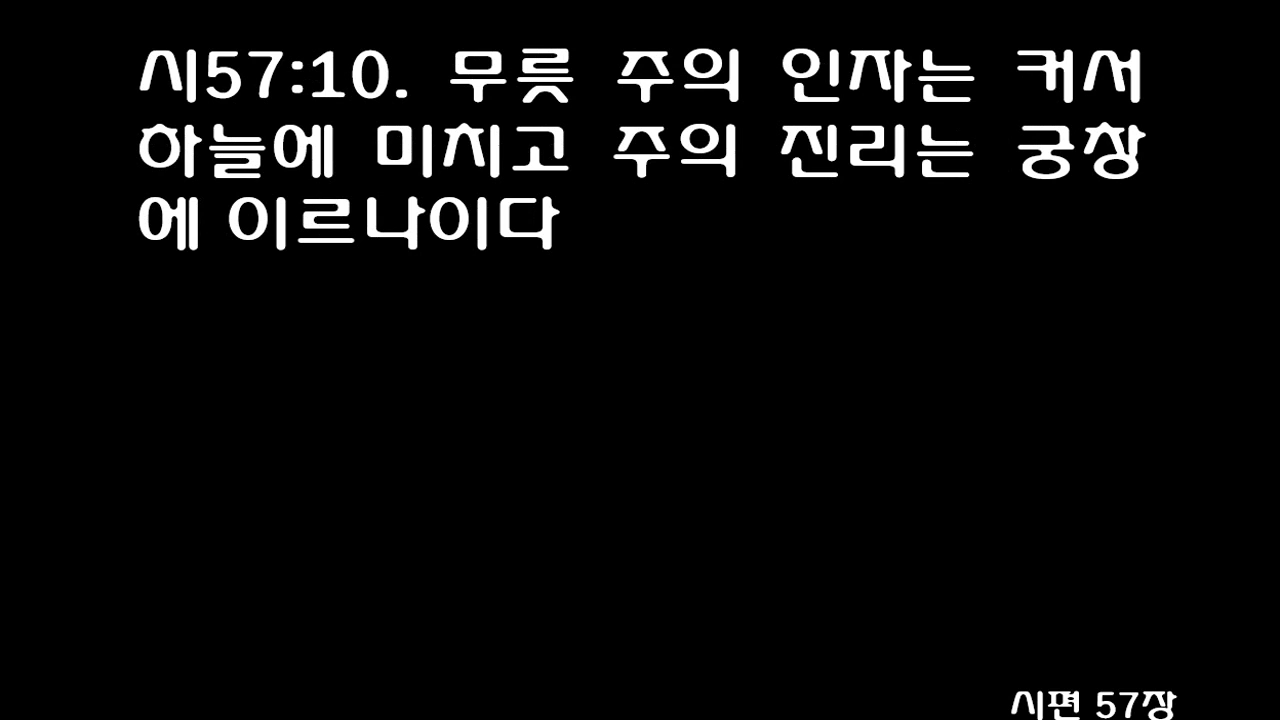 시57:10. 무릇 주의 인자는 커서
하늘에 미치고 주의 진리는 궁창
에 이르나이다
시편 57장